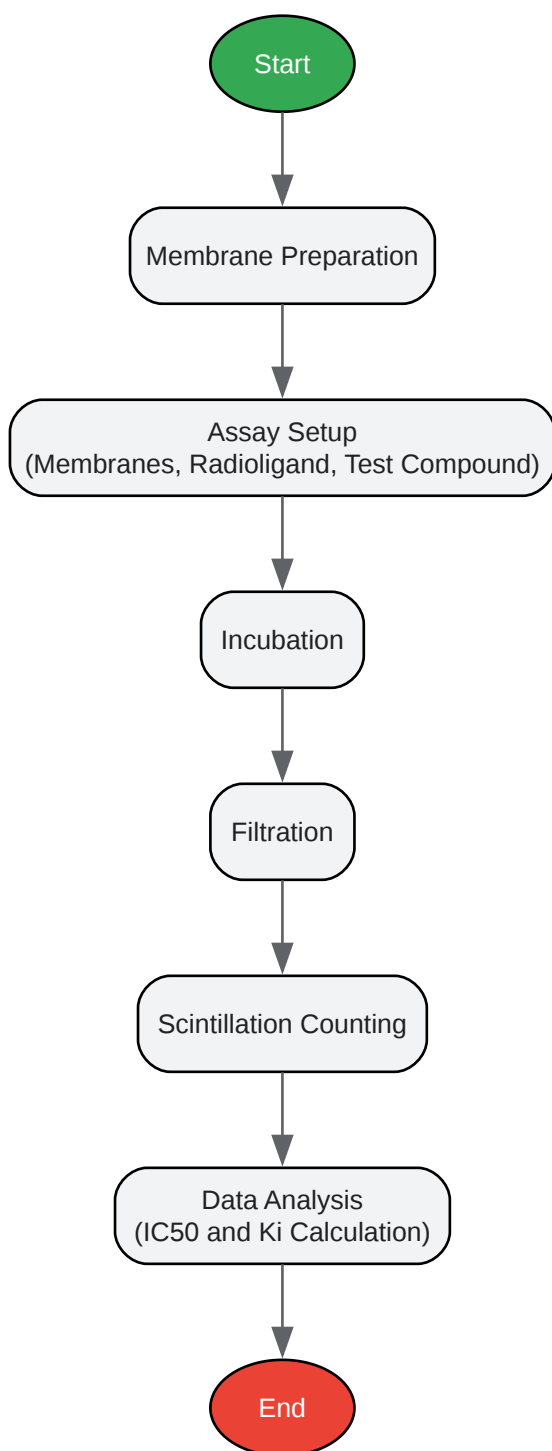 Start
Membrane Preparation
Assay Setup
(Membranes, Radioligand, Test Compound)
Incubation
Filtration
Scintillation Counting
Data Analysis
(IC50 and Ki Calculation)
End